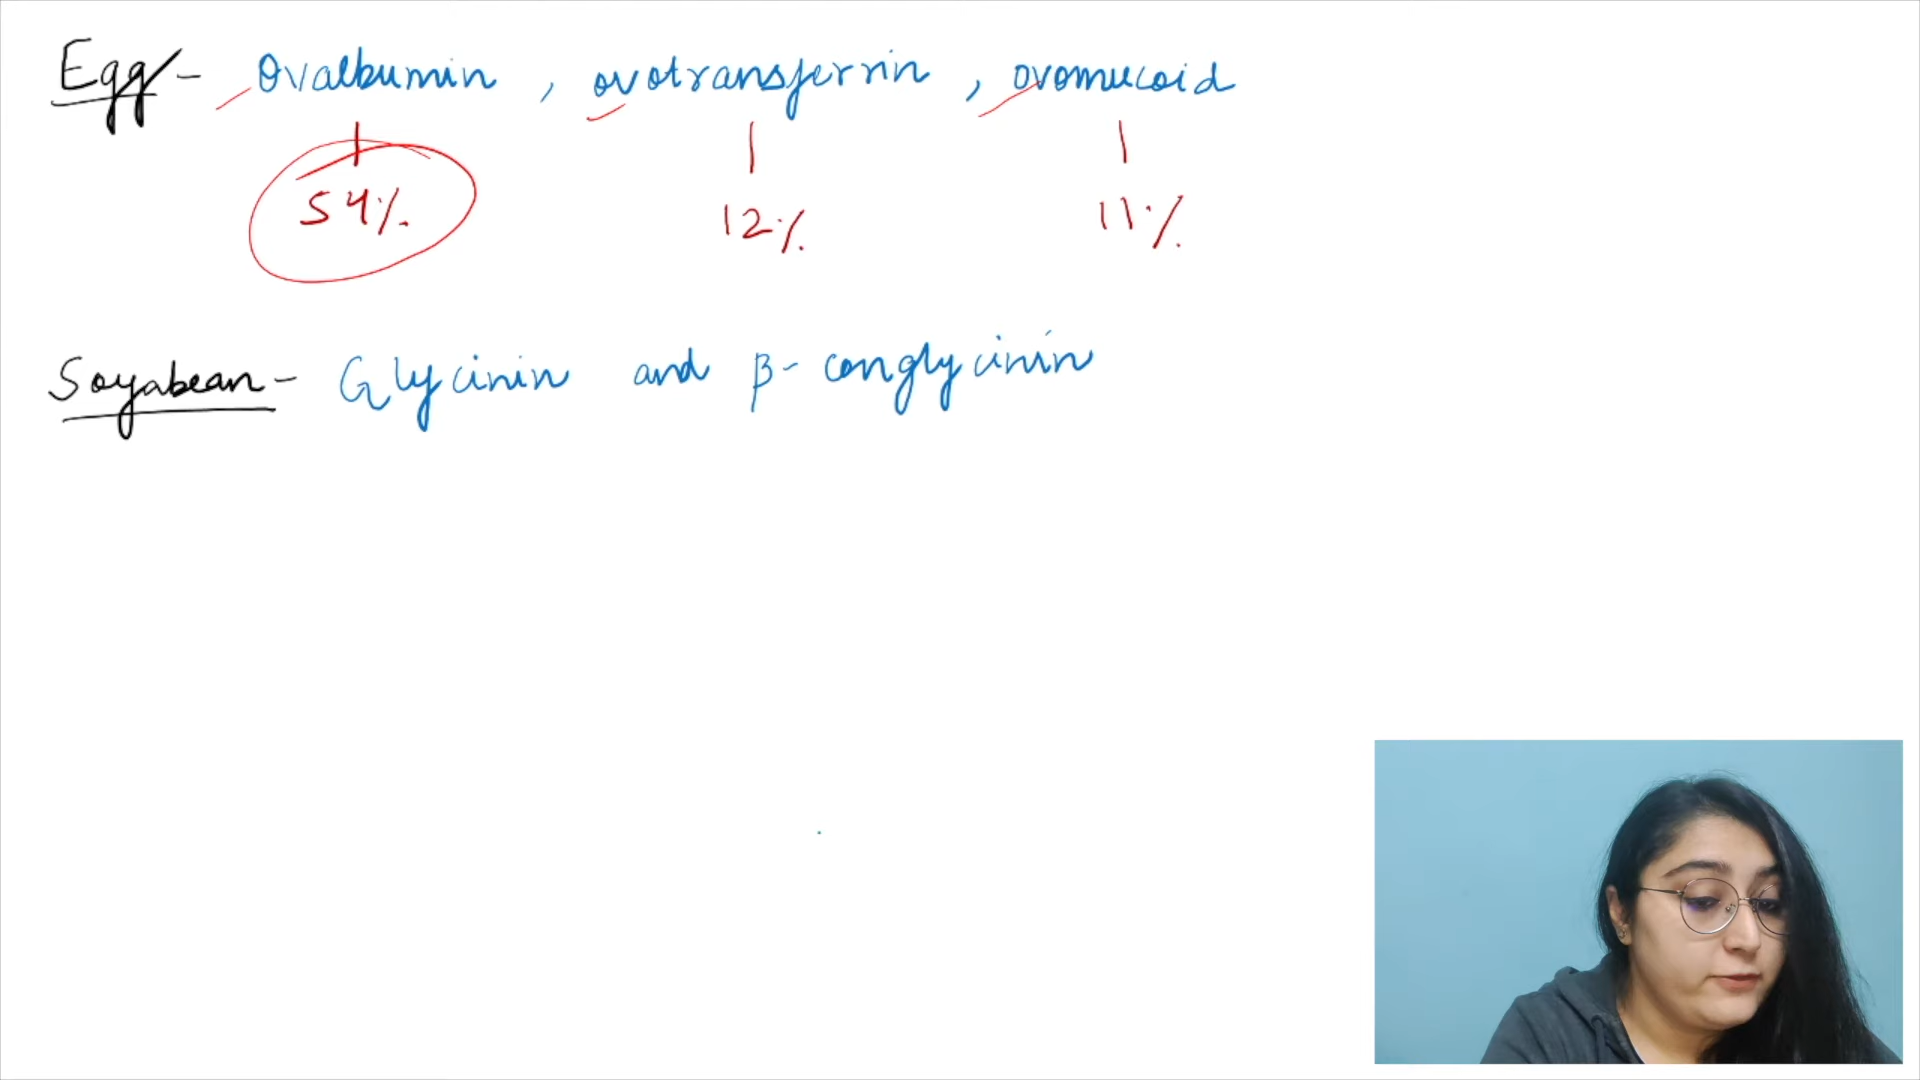 Egg - Ovalbumin , ovotransferrin , ovomucoid
54% 12% 11%
Soyabean - Glycinin and β- conglycinin